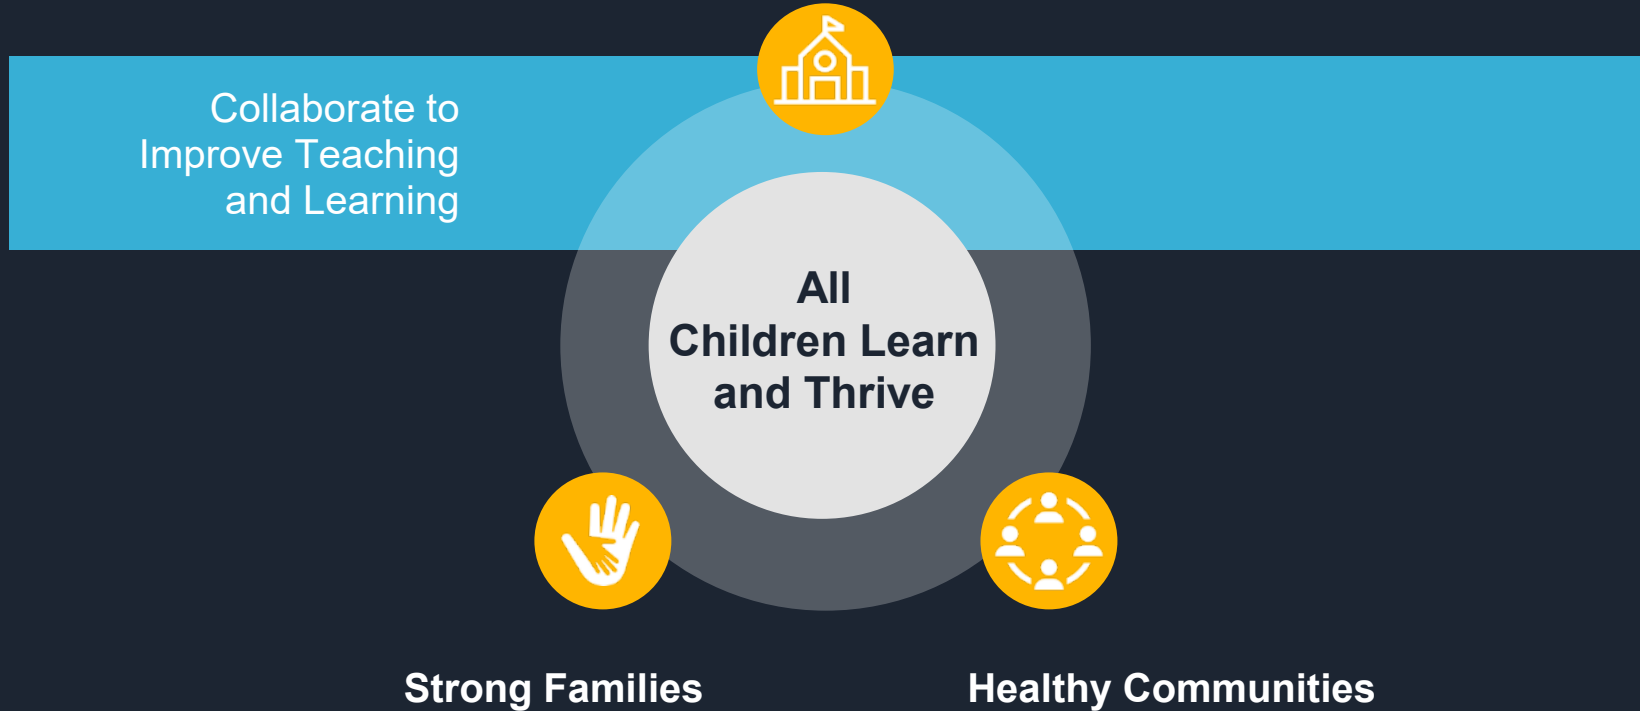 Collaborate to
Improve Teaching
and Learning
All
Children Learn
and Thrive
Strong Families
Healthy Communities